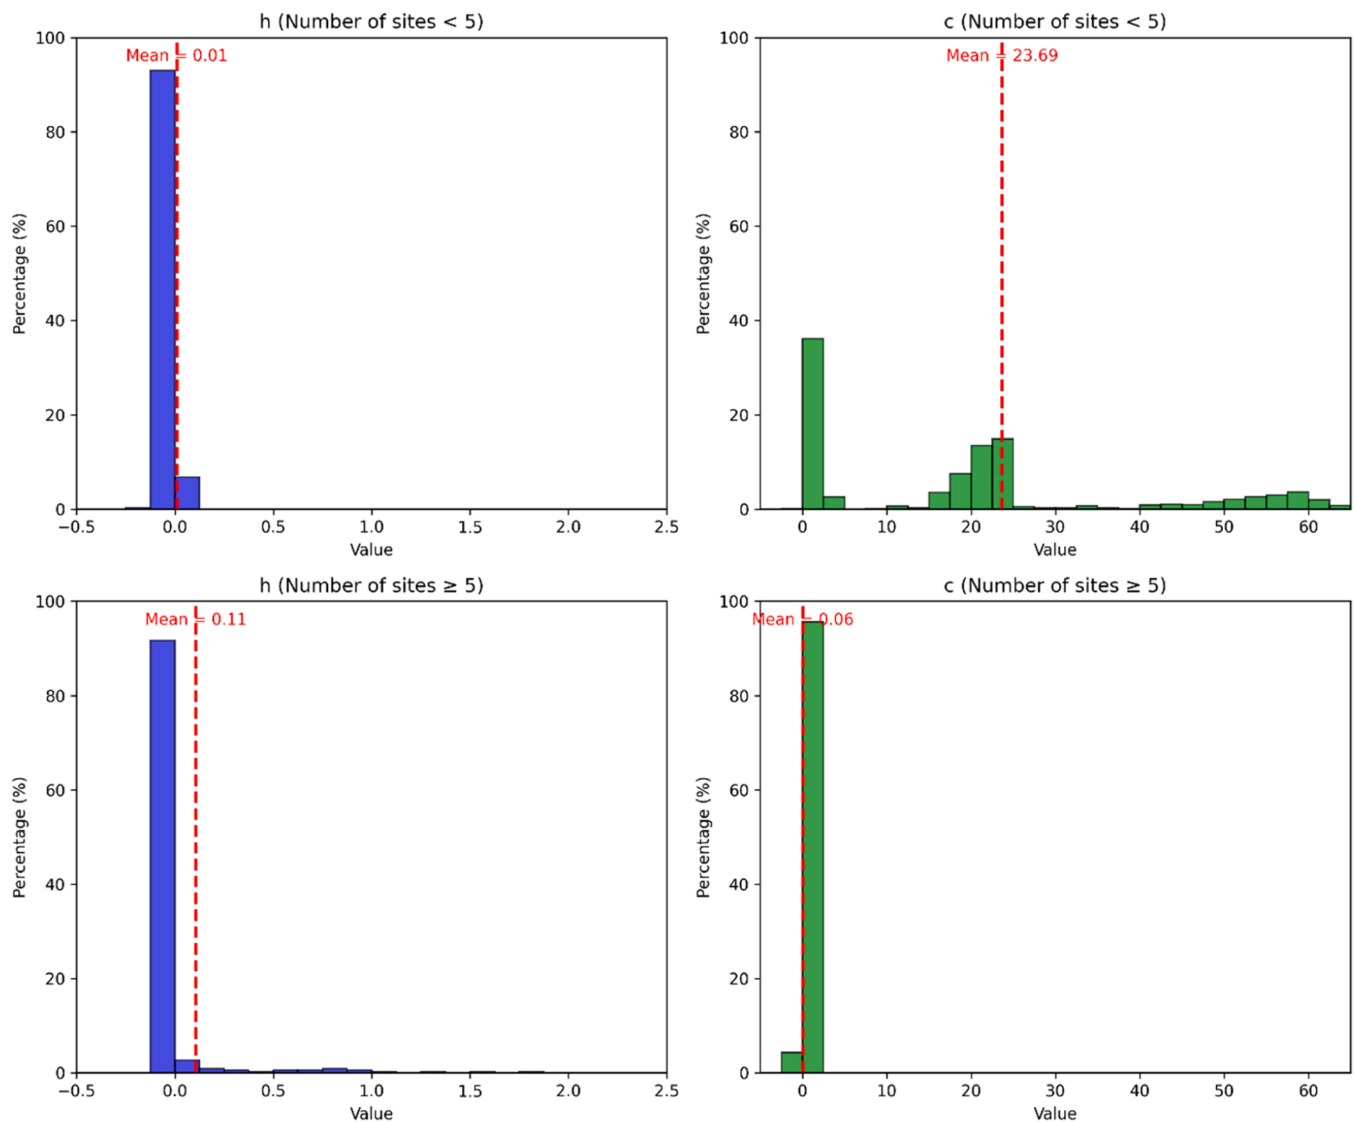 h (Number of sites < 5)
Mean = 0.01
Percentage (%)
100
80
60
40
20
0
−0.5 0.0 0.5 1.0 1.5 2.0 2.5
Value
c (Number of sites < 5)
Mean = 23.69
Percentage (%)
100
80
60
40
20
0
0 10 20 30 40 50 60
Value
h (Number of sites ≥ 5)
Mean = 0.11
Percentage (%)
100
80
60
40
20
0
−0.5 0.0 0.5 1.0 1.5 2.0 2.5
Value
c (Number of sites ≥ 5)
Mean = 0.06
Percentage (%)
100
80
60
40
20
0
0 10 20 30 40 50 60
Value